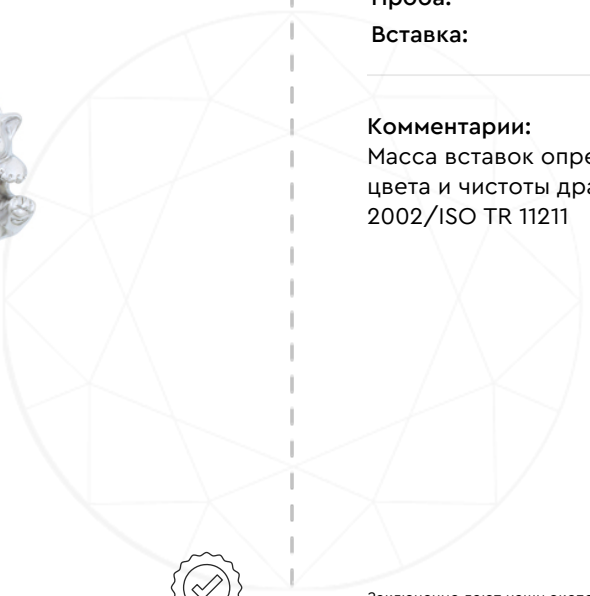 Проба:
Вставка:
Комментарии:
Масса вставок опре
цвета и чистоты дра
2002/ISO TR 11211